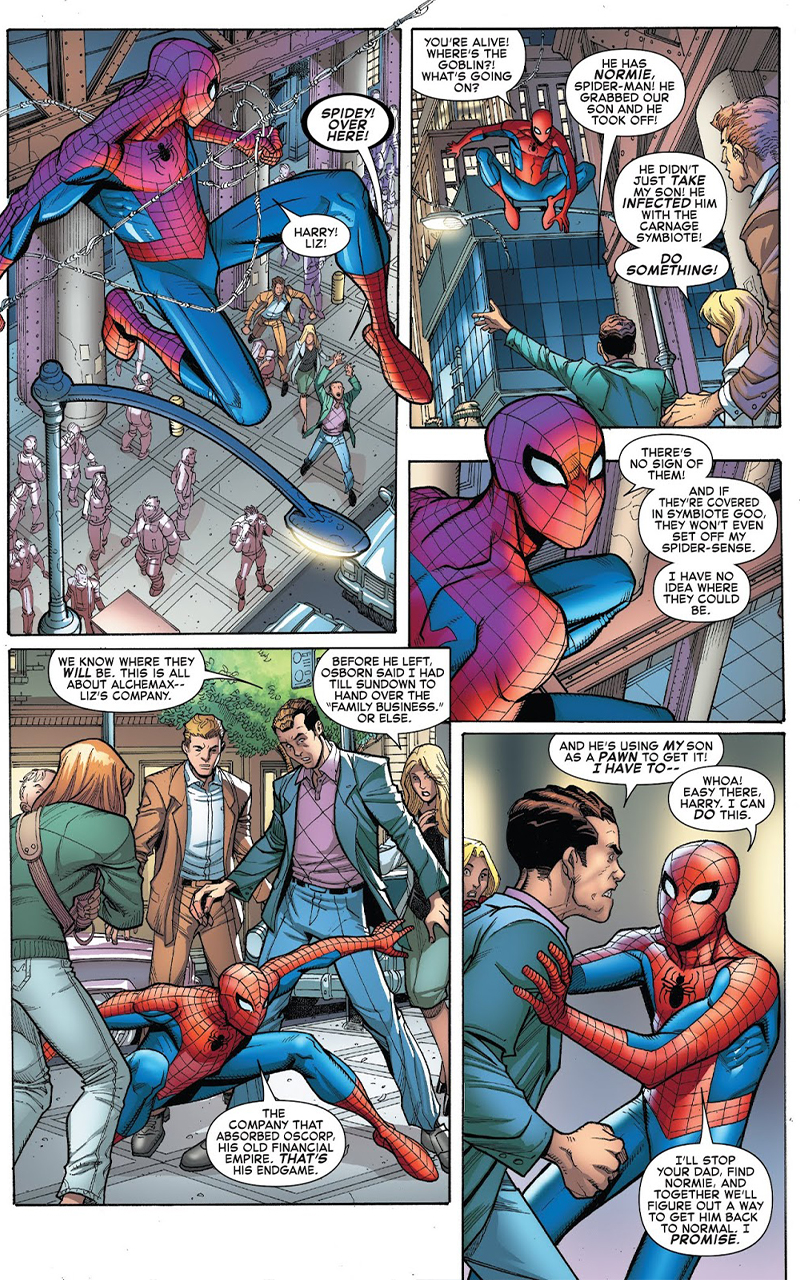 SPIDEY!
OVER
HERE!
HARRY!
LIZ!
YOU'RE ALIVE!
WHERE'S THE
GOBLIN?!
WHAT'S GOING
ON?
HE HAS
NORMIE,
SPIDER-MAN! HE
GRABBED OUR
SON AND HE
TOOK OFF!
HE DIDN'T
JUST TAKE
MY SON! HE
INFECTED HIM
WITH THE
CARNAGE
SYMBIOTE!
DO
SOMETHING!
THERE'S
NO SIGN OF
THEM!
AND IF
THEY'RE COVERED
IN SYMBIOTE GOO,
THEY WON'T EVEN
SET OFF MY
SPIDER-SENSE.
I HAVE NO
IDEA WHERE
THEY COULD
BE.
WE KNOW WHERE THEY
WILL BE. THIS IS ALL
ABOUT ALCHEMAX--
LIZ'S COMPANY.
BEFORE HE LEFT,
OSBORN SAID I HAD
TILL SUNDOWN TO
HAND OVER THE
"FAMILY BUSINESS."
OR ELSE.
THE
COMPANY THAT
ABSORBED OSCORP,
HIS OLD FINANCIAL
EMPIRE. THAT'S
HIS ENDGAME.
AND HE'S USING MY SON
AS A PAWN TO GET IT!
I HAVE TO--
WHOA!
EASY THERE,
HARRY. I CAN
DO THIS.
I'LL STOP
YOUR DAD, FIND
NORMIE, AND
TOGETHER WE'LL
FIGURE OUT A WAY
TO GET HIM BACK
TO NORMAL. I
PROMISE.